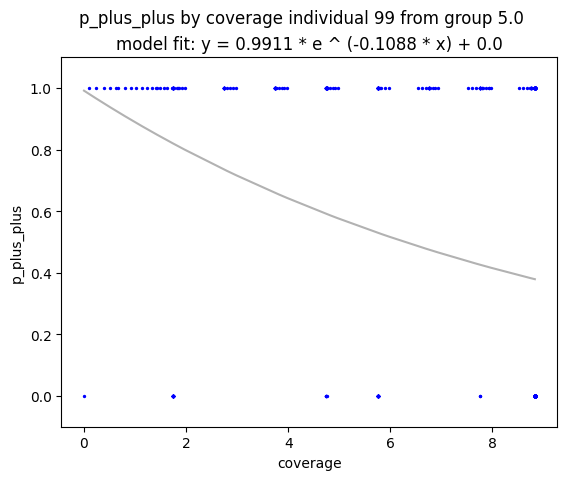 p_plus_plus by coverage individual 99 from group 5.0
model fit: y = 0.9911 * e ^ (-0.1088 * x) + 0.0
1.0
0.8
0.6
0.4
0.2
0.0
p_plus_plus
0 2 4 6 8
coverage